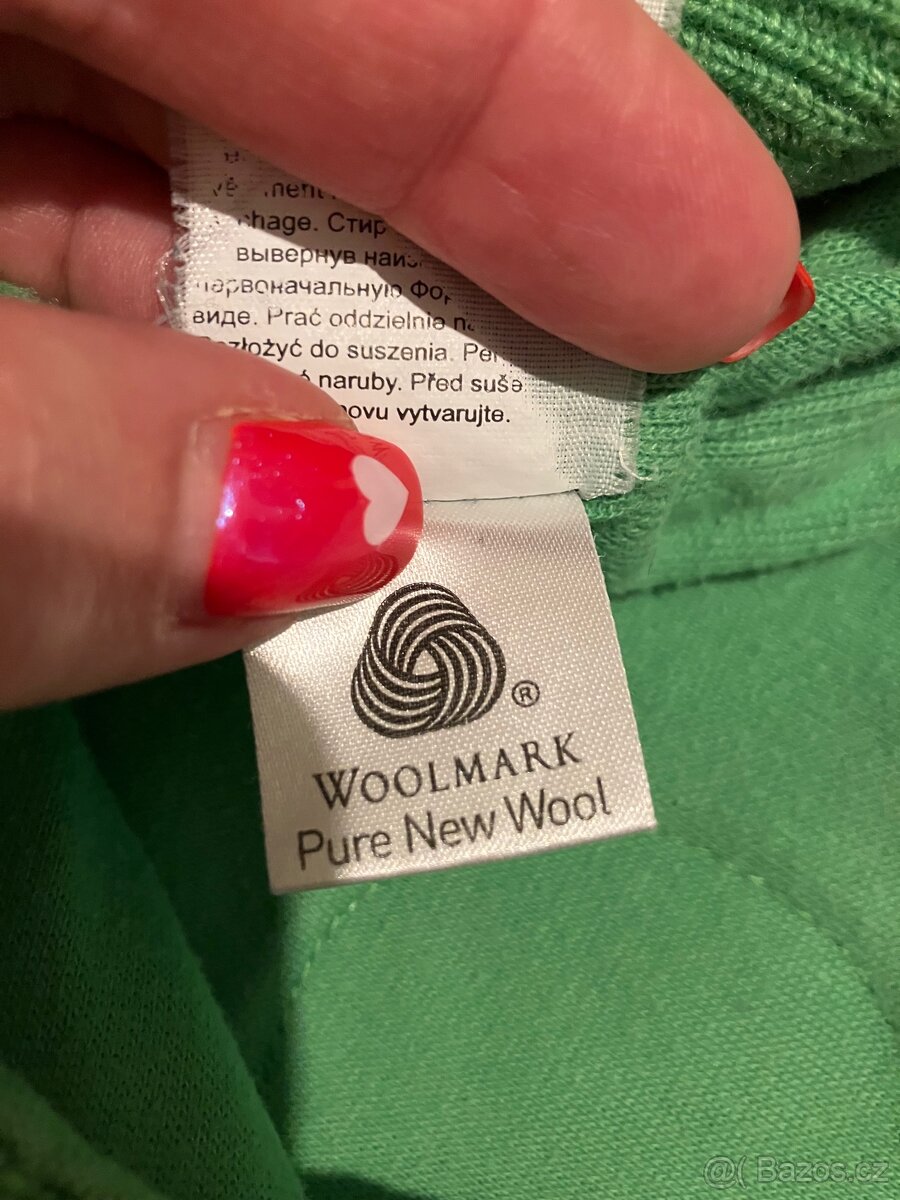 chage. Стир
вывернув наиз
первоначальную фор
виде. Prać oddzielnie na
Rozłożyć do suszenia. Per
naruby. Před suše
novu vytvarujte.
®
WOOLMARK
Pure New Wool
@( Bazos.cz